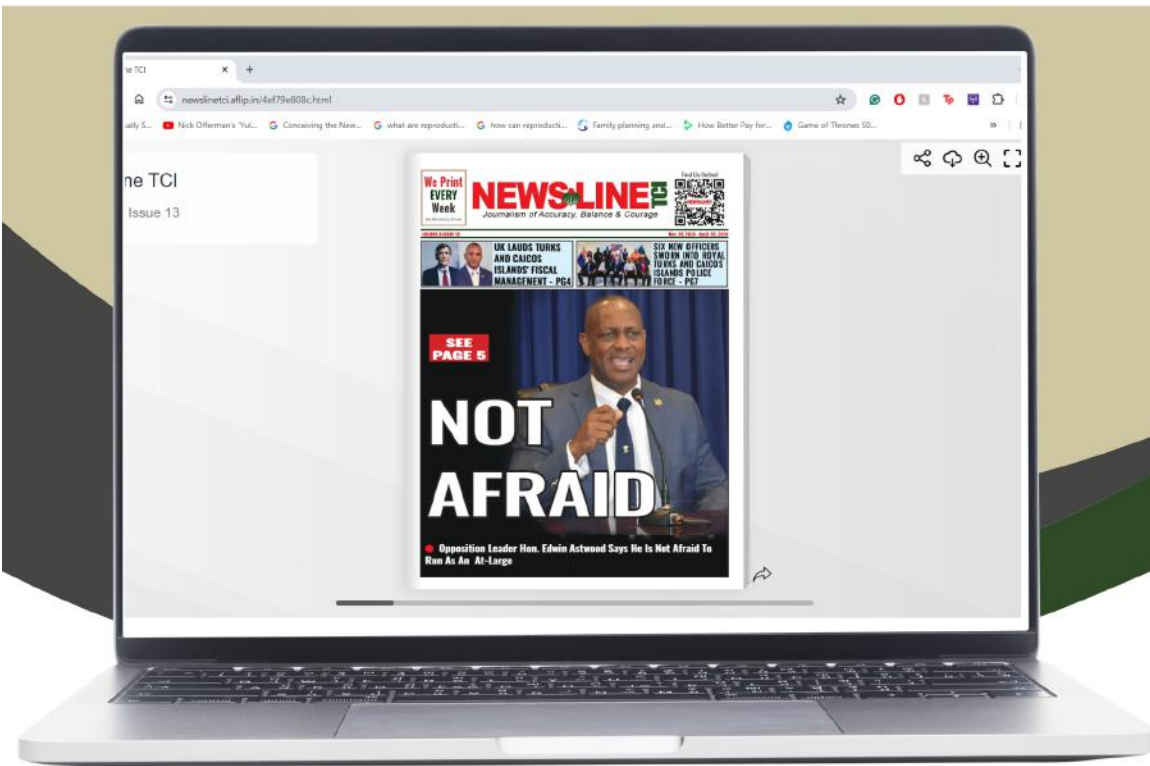 ne TCI
newslinetci.aflip.in/4ef79e808c.html
ally S... Nick Offerman's 'Yul... Conceiving the New... what are reproducti... how can reproducti... Family planning and... How Better Pay for... Game of Thrones S0...
ne TCI
Issue 13
We Print
EVERY
Week
NEWSLINE TCI
Journalism of Accuracy, Balance & Courage
Find Us Online!
UK LAUDS TURKS
AND CAICOS
ISLANDS' FISCAL
MANAGEMENT - PG4
SIX NEW OFFICERS
SWORN INTO ROYAL
TURKS AND CAICOS
ISLANDS POLICE
FORCE - PG7
SEE
PAGE 5
NOT
AFRAID
Opposition Leader Hon. Edwin Astwood Says He Is Not Afraid To
Run As An At-Large